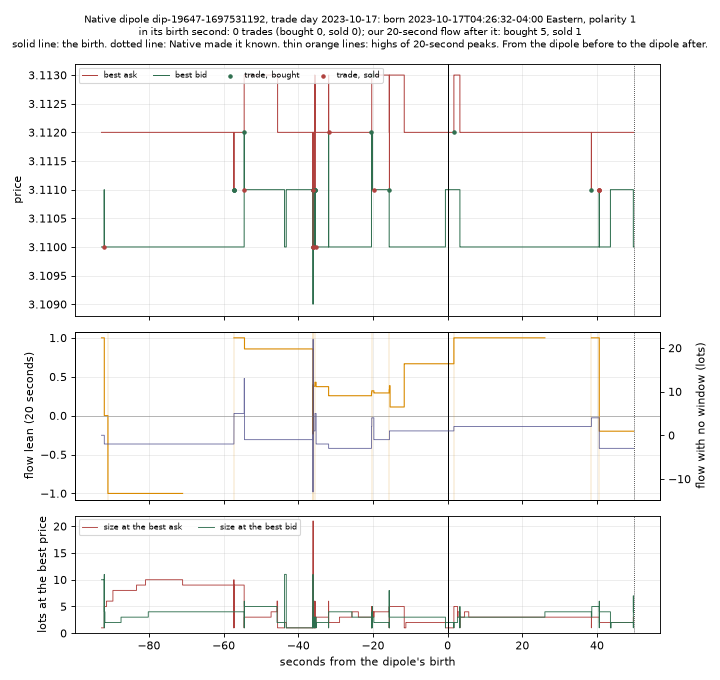 Native dipole dip-19647-1697531192, trade day 2023-10-17: born 2023-10-17T04:26:32-04:00 Eastern, polarity 1
in its birth second: 0 trades (bought 0, sold 0); our 20-second flow after it: bought 5, sold 1
solid line: the birth. dotted line: Native made it known. thin orange lines: highs of 20-second peaks. From the dipole before to the dipole after.
best ask best bid trade, bought trade, sold
3.1130
3.1125
3.1120
3.1115
3.1110
3.1105
3.1100
3.1095
3.1090
price
1.0
0.5
0.0
−0.5
−1.0
flow lean (20 seconds)
20
10
0
−10
flow with no window (lots)
size at the best ask size at the best bid
20
15
10
5
0
lots at the best price
−80 −60 −40 −20 0 20 40
seconds from the dipole's birth